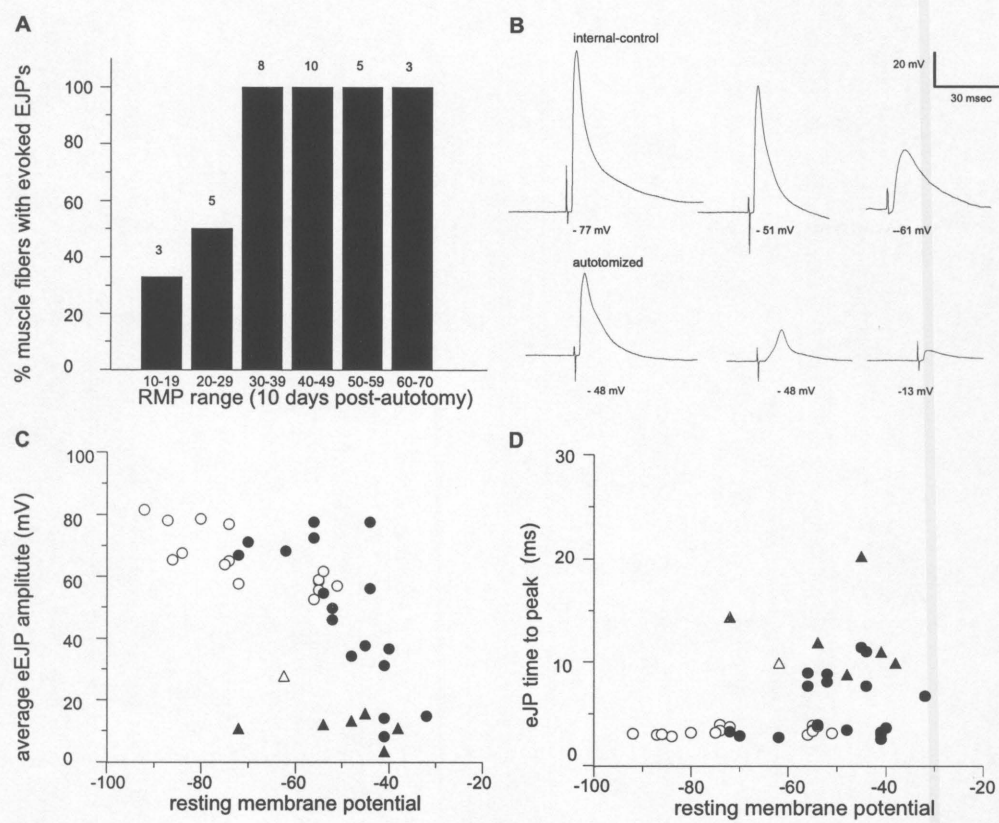 A
% muscle fibers with evoked EJP's
100
80
60
40
20
0
3
5
8
10
5
3
10-19 20-29 30-39 40-49 50-59 60-70
RMP range (10 days post-autotomy)
B
internal-control
20 mV
30 msec
- 77 mV
- 51 mV
–61 mV
autotomized
- 48 mV
- 48 mV
-13 mV
C
average eEJP amplitude (mV)
100
80
60
40
20
0
-100 -80 -60 -40 -20
resting membrane potential
D
eJP time to peak (ms)
30
20
10
0
-100 -80 -60 -40 -20
resting membrane potential